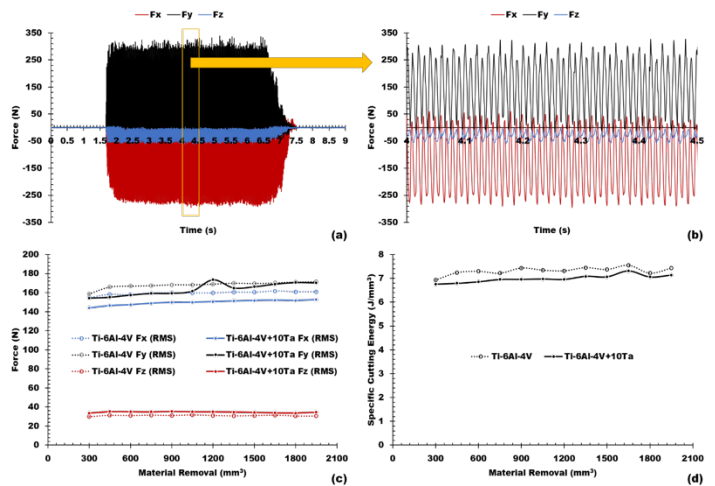 Fx Fy Fz
350
250
150
50
-50
-150
-250
-350
0 0.5 1 1.5 2 2.5 3 3.5 4 4.5 5 5.5 6 6.5 7 7.5 8 8.5 9
Force (N)
Time (s)
(a)
Fx Fy Fz
350
250
150
50
-50
-150
-250
-350
4 4.1 4.2 4.3 4.4 4.5
Force (N)
Time (s)
(b)
200
180
160
140
120
100
80
60
40
20
0
Force (N)
Ti-6Al-4V Fx (RMS) Ti-6Al-4V+10Ta Fx (RMS)
Ti-6Al-4V Fy (RMS) Ti-6Al-4V+10Ta Fy (RMS)
Ti-6Al-4V Fz (RMS) Ti-6Al-4V+10Ta Fz (RMS)
0 300 600 900 1200 1500 1800 2100
Material Removal (mm³)
(c)
8
7
6
5
4
3
2
1
0
Specific Cutting Energy (J/mm³)
Ti-6Al-4V Ti-6Al-4V+10Ta
0 300 600 900 1200 1500 1800 2100
Material Removal (mm³)
(d)